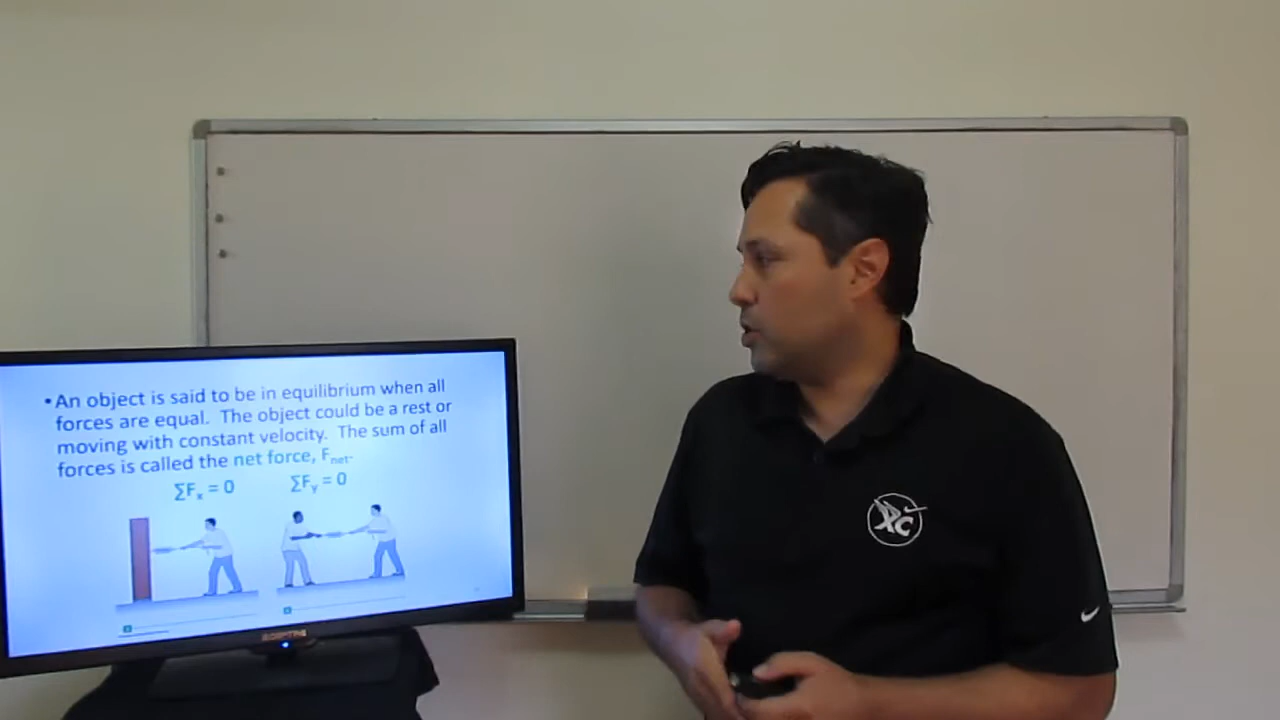 • An object is said to be in equilibrium when all
forces are equal. The object could be a rest or
moving with constant velocity. The sum of all
forces is called the net force, Fnet.
∑Fx = 0 ∑Fy = 0
XC